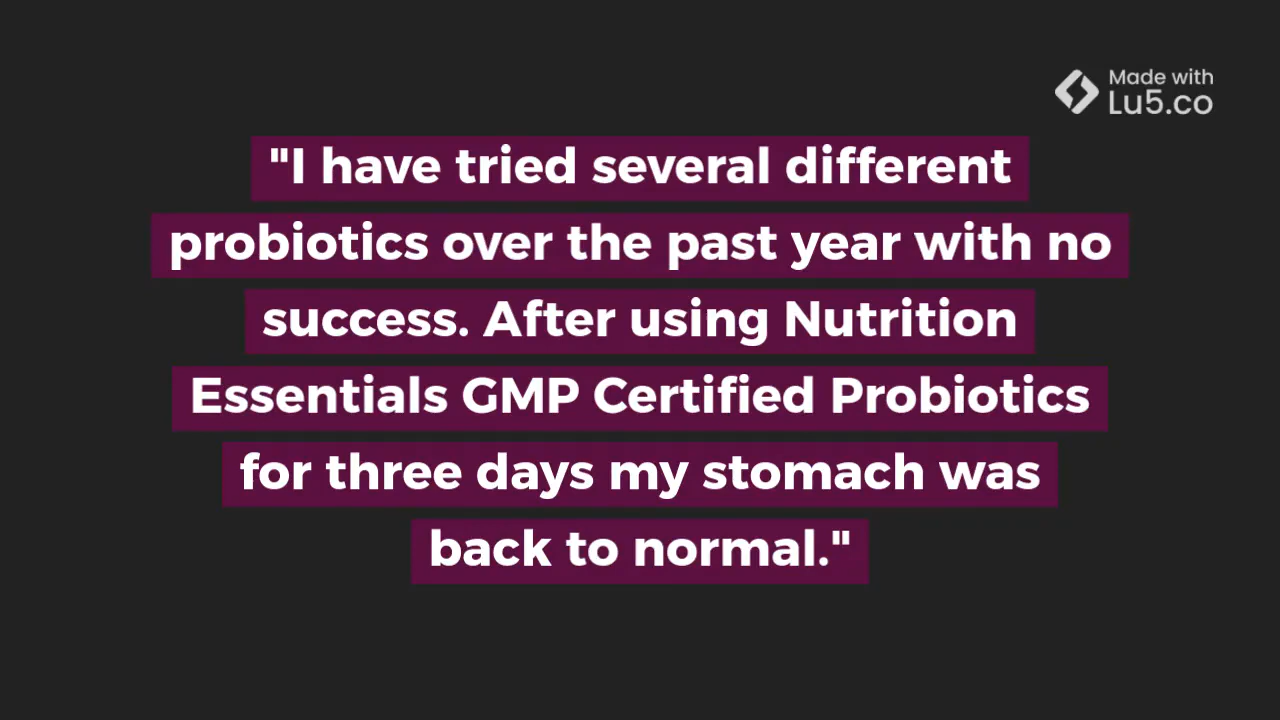 Made with
Lu5.co
"I have tried several different
probiotics over the past year with no
success. After using Nutrition
Essentials GMP Certified Probiotics
for three days my stomach was
back to normal."